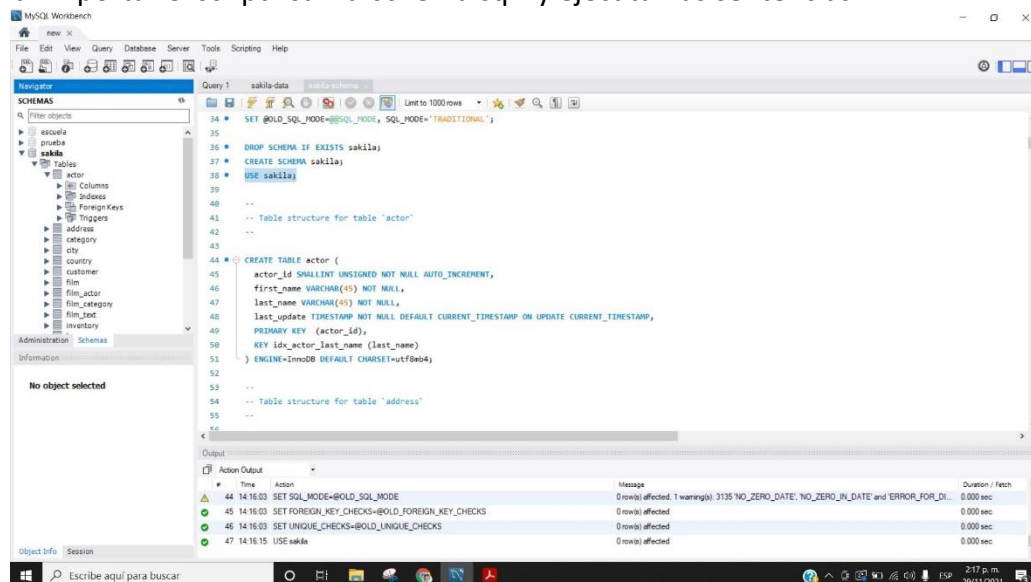 MySQL Workbench
new ×
File Edit View Query Database Server Tools Scripting Help
Navigator
SCHEMAS
Filter objects
escuela
prueba
sakila
Tables
actor
Columns
Indexes
Foreign Keys
Triggers
address
category
city
country
customer
film
film_actor
film_category
film_text
inventory
Administration Schemas
Information
No object selected
Object Info Session
Query 1 sakila-data sakila-schema ×
Limit to 1000 rows
34 SET @OLD_SQL_MODE=@@SQL_MODE, SQL_MODE='TRADITIONAL';
35
36 DROP SCHEMA IF EXISTS sakila;
37 CREATE SCHEMA sakila;
38 USE sakila;
39
40 --
41 -- Table structure for table `actor`
42 --
43
44 CREATE TABLE actor (
45 actor_id SMALLINT UNSIGNED NOT NULL AUTO_INCREMENT,
46 first_name VARCHAR(45) NOT NULL,
47 last_name VARCHAR(45) NOT NULL,
48 last_update TIMESTAMP NOT NULL DEFAULT CURRENT_TIMESTAMP ON UPDATE CURRENT_TIMESTAMP,
49 PRIMARY KEY (actor_id),
50 KEY idx_actor_last_name (last_name)
51 ) ENGINE=InnoDB DEFAULT CHARSET=utf8mb4;
52
53 --
54 -- Table structure for table `address`
55 --
Output
Action Output
# Time Action Message Duration / Fetch
44 14:16:03 SET SQL_MODE=@OLD_SQL_MODE 0 row(s) affected, 1 warning(s): 3135 'NO_ZERO_DATE', 'NO_ZERO_IN_DATE' and 'ERROR_FOR_DI... 0.000 sec
45 14:16:03 SET FOREIGN_KEY_CHECKS=@OLD_FOREIGN_KEY_CHECKS 0 row(s) affected 0.000 sec
46 14:16:03 SET UNIQUE_CHECKS=@OLD_UNIQUE_CHECKS 0 row(s) affected 0.000 sec
47 14:16:15 USE sakila 0 row(s) affected 0.000 sec
Escribe aquí para buscar
ESP
2:17 p. m.
29/11/2021